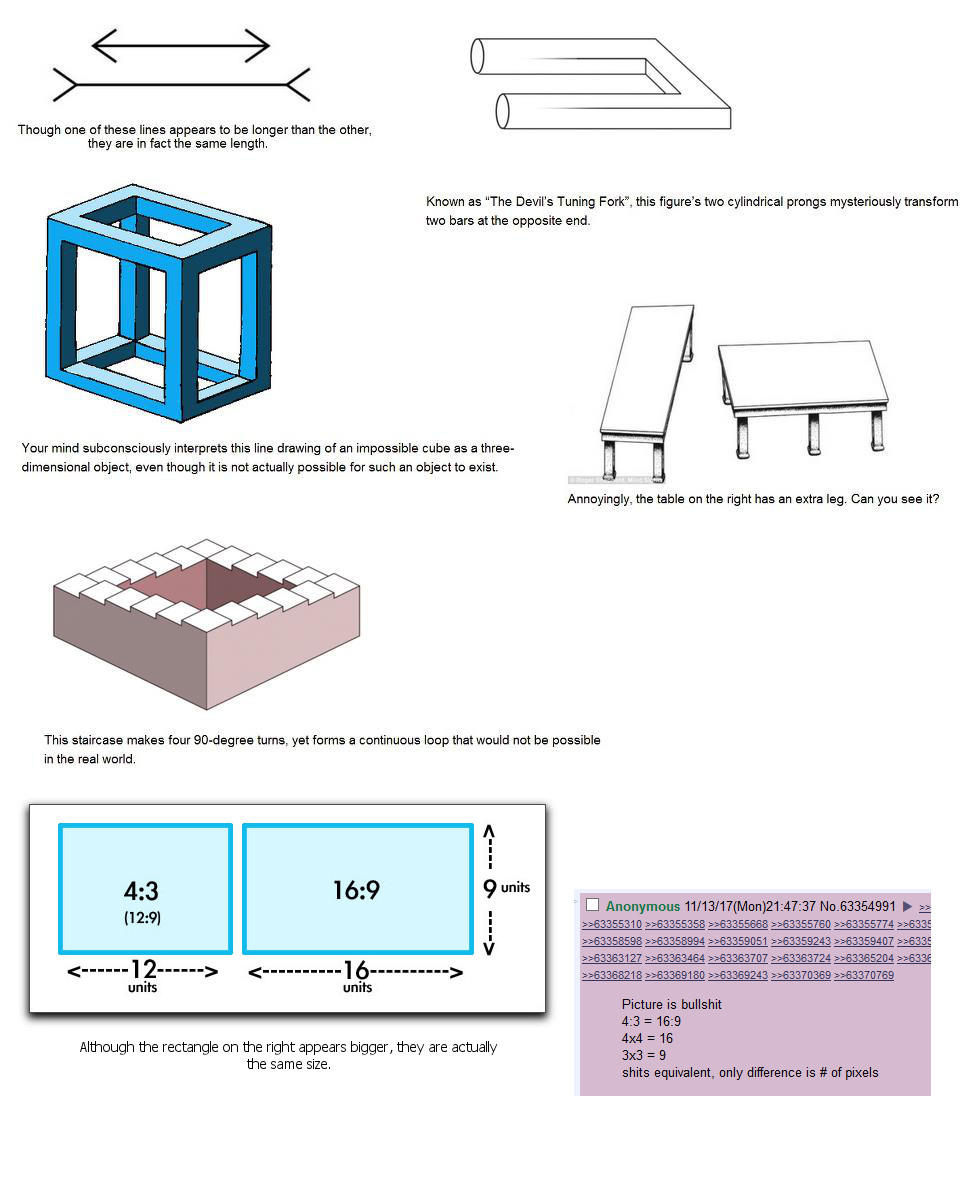 Though one of these lines appears to be longer than the other,
they are in fact the same length.
Known as “The Devil’s Tuning Fork”, this figure’s two cylindrical prongs mysteriously transform
two bars at the opposite end.
Your mind subconsciously interprets this line drawing of an impossible cube as a three-
dimensional object, even though it is not actually possible for such an object to exist.
Annoyingly, the table on the right has an extra leg. Can you see it?
This staircase makes four 90-degree turns, yet forms a continuous loop that would not be possible
in the real world.
4:3
(12:9)
16:9
9 units
12
units
16
units
Although the rectangle on the right appears bigger, they are actually
the same size.
Anonymous 11/13/17(Mon)21:47:37 No.63354991 ▶ >>
>>63355310 >>63355358 >>63355668 >>63355760 >>63355774 >>6335
>>63358598 >>63358994 >>63359051 >>63359243 >>63359407 >>6335
>>63363127 >>63363464 >>63363707 >>63363724 >>63365204 >>6336
>>63368218 >>63369180 >>63369243 >>63370369 >>63370769
Picture is bullshit
4:3 = 16:9
4x4 = 16
3x3 = 9
shits equivalent, only difference is # of pixels